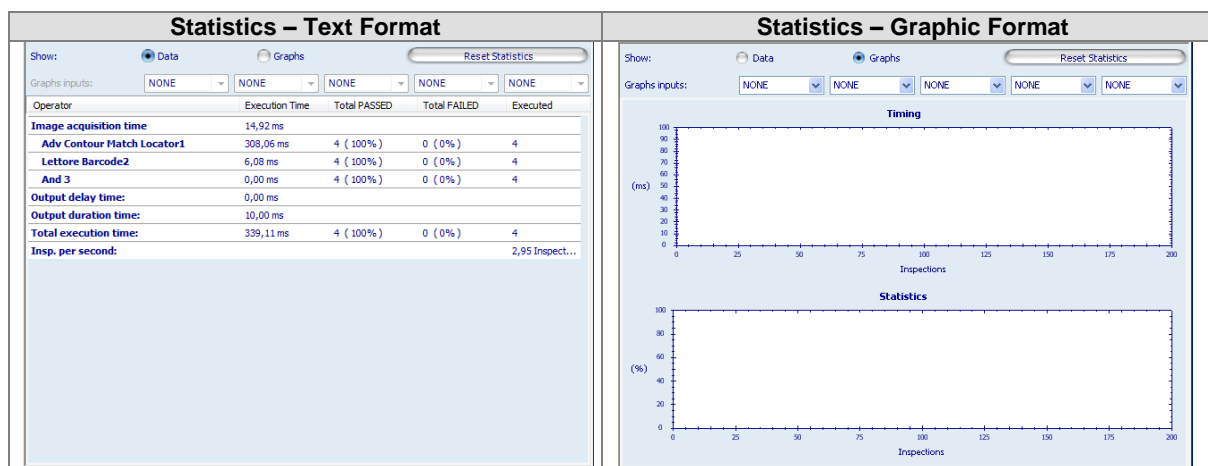 Statistics – Text Format
Show: Data Graphs Reset Statistics
Graphs inputs: NONE NONE NONE NONE NONE
Operator Execution Time Total PASSED Total FAILED Executed
Image acquisition time 14,92 ms
Adv Contour Match Locator1 308,06 ms 4 ( 100% ) 0 ( 0% ) 4
Lettore Barcode2 6,08 ms 4 ( 100% ) 0 ( 0% ) 4
And 3 0,00 ms 4 ( 100% ) 0 ( 0% ) 4
Output delay time: 0,00 ms
Output duration time: 10,00 ms
Total execution time: 339,11 ms 4 ( 100% ) 0 ( 0% ) 4
Insp. per second: 2,95 Inspect...
Statistics – Graphic Format
Show: Data Graphs Reset Statistics
Graphs inputs: NONE NONE NONE NONE NONE
Timing
100
90
80
70
60
(ms) 50
40
30
20
10
0
0 25 50 75 100 125 150 175 200
Inspections
Statistics
100
80
60
(%)
40
20
0
0 25 50 75 100 125 150 175 200
Inspections